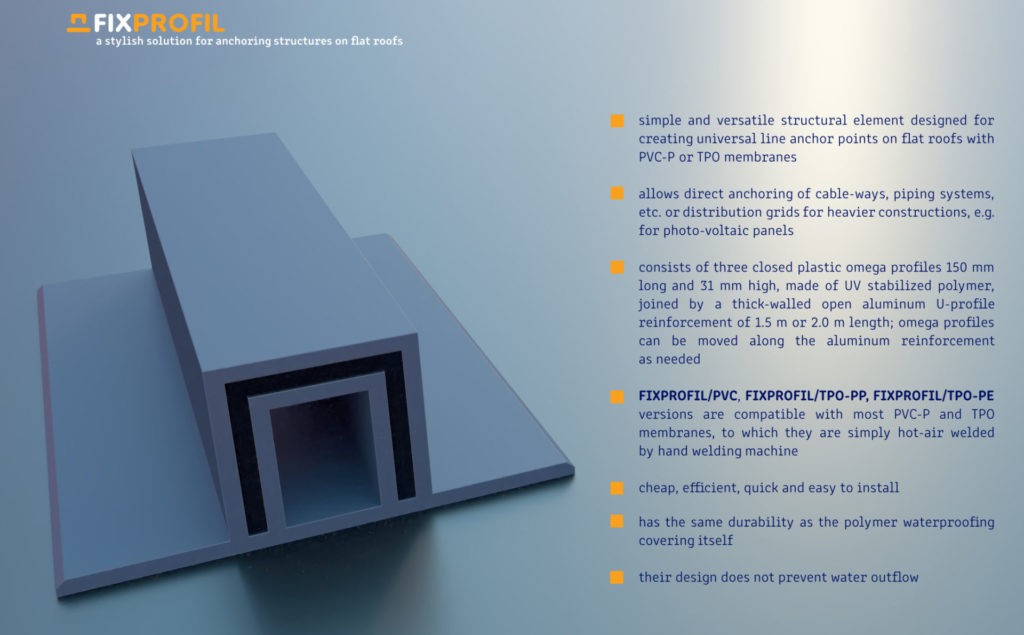 FIXPROFIL
a stylish solution for anchoring structures on flat roofs
simple and versatile structural element designed for
creating universal line anchor points on flat roofs with
PVC-P or TPO membranes
allows direct anchoring of cable-ways, piping systems,
etc. or distribution grids for heavier constructions, e.g.
for photo-voltaic panels
consists of three closed plastic omega profiles 150 mm
long and 31 mm high, made of UV stabilized polymer,
joined by a thick-walled open aluminum U-profile
reinforcement of 1.5 m or 2.0 m length; omega profiles
can be moved along the aluminum reinforcement
as needed
FIXPROFIL/PVC, FIXPROFIL/TPO-PP, FIXPROFIL/TPO-PE
versions are compatible with most PVC-P and TPO
membranes, to which they are simply hot-air welded
by hand welding machine
cheap, efficient, quick and easy to install
has the same durability as the polymer waterproofing
covering itself
their design does not prevent water outflow